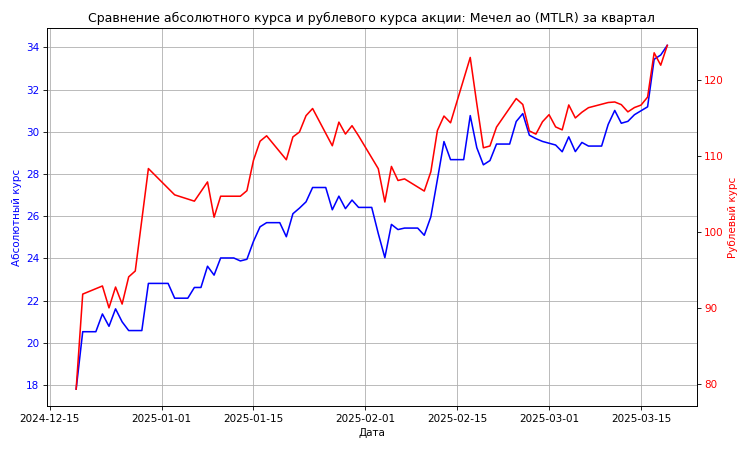 Сравнение абсолютного курса и рублевого курса акции: Мечел ао (MTLR) за квартал
Абсолютный курс
34
32
30
28
26
24
22
20
18
120
110
100
90
80
Рублевый курс
2024-12-15 2025-01-01 2025-01-15 2025-02-01 2025-02-15 2025-03-01 2025-03-15
Дата